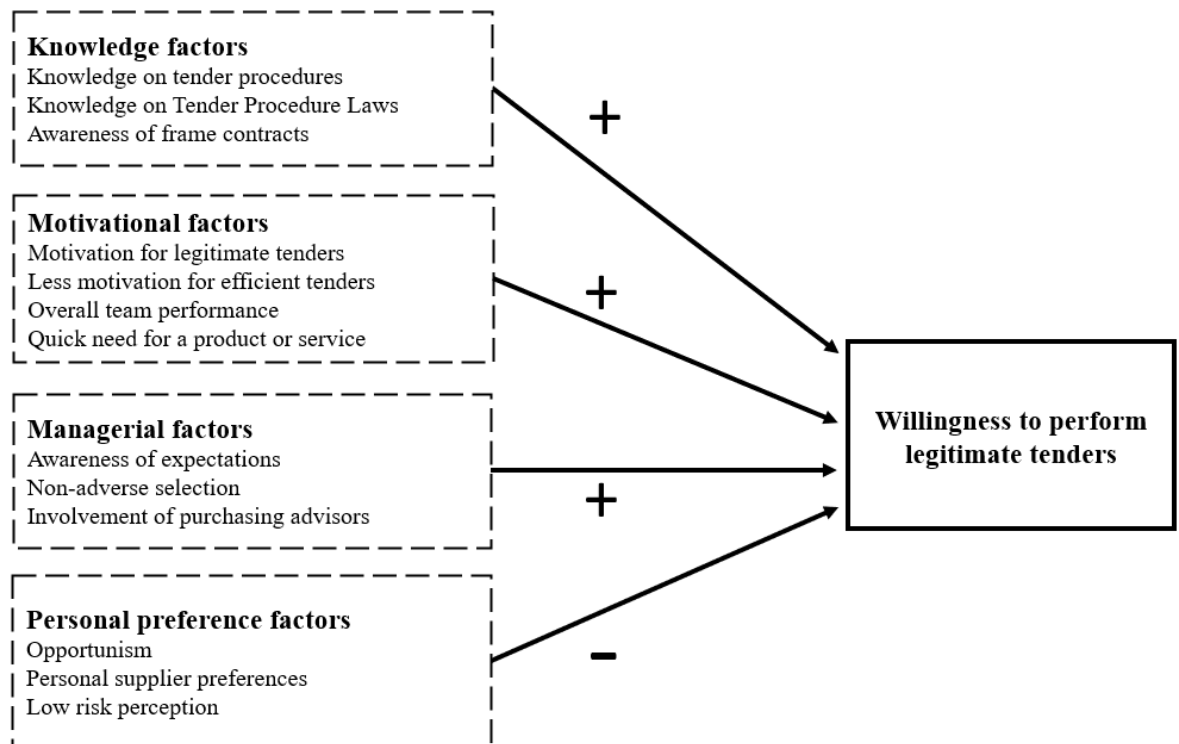 Knowledge factors
Knowledge on tender procedures
Knowledge on Tender Procedure Laws
Awareness of frame contracts
+
Motivational factors
Motivation for legitimate tenders
Less motivation for efficient tenders
Overall team performance
Quick need for a product or service
+
Managerial factors
Awareness of expectations
Non-adverse selection
Involvement of purchasing advisors
+
Personal preference factors
Opportunism
Personal supplier preferences
Low risk perception
-
Willingness to perform
legitimate tenders